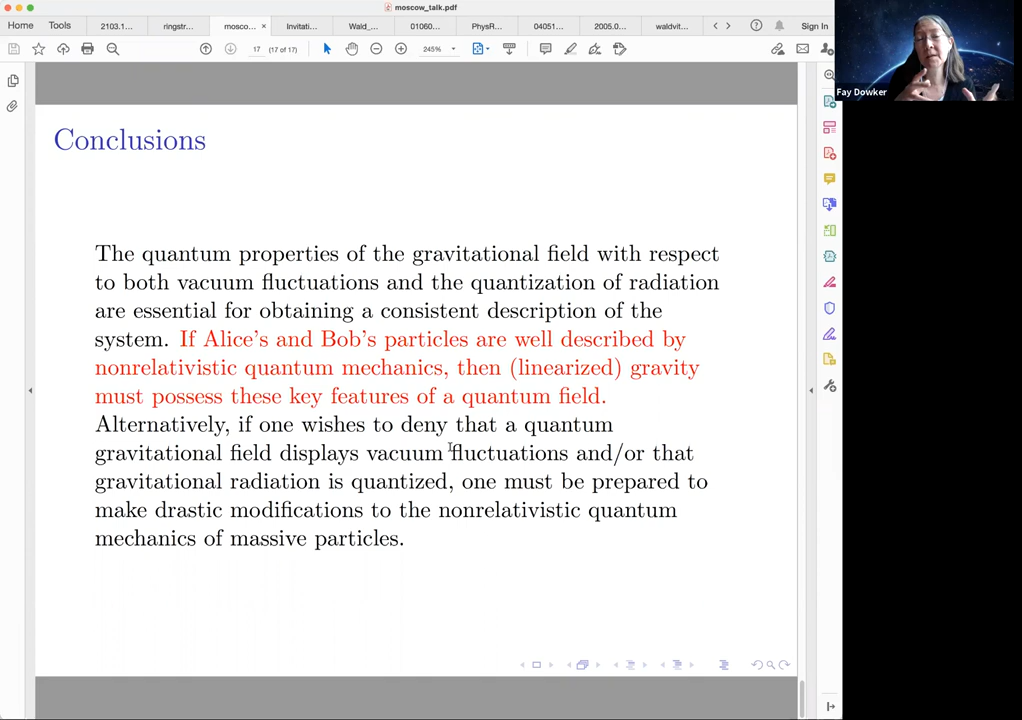 moscow_talk.pdf
Home Tools 2103.1... ringstr... mosco... × Invitati... Wald_... 01060... PhysR... 04051... 2005.0... waldvit... Sign In
17 (17 of 17) 245%
Fay Dowker
Conclusions
The quantum properties of the gravitational field with respect
to both vacuum fluctuations and the quantization of radiation
are essential for obtaining a consistent description of the
system. If Alice's and Bob's particles are well described by
nonrelativistic quantum mechanics, then (linearized) gravity
must possess these key features of a quantum field.
Alternatively, if one wishes to deny that a quantum
gravitational field displays vacuum fluctuations and/or that
gravitational radiation is quantized, one must be prepared to
make drastic modifications to the nonrelativistic quantum
mechanics of massive particles.